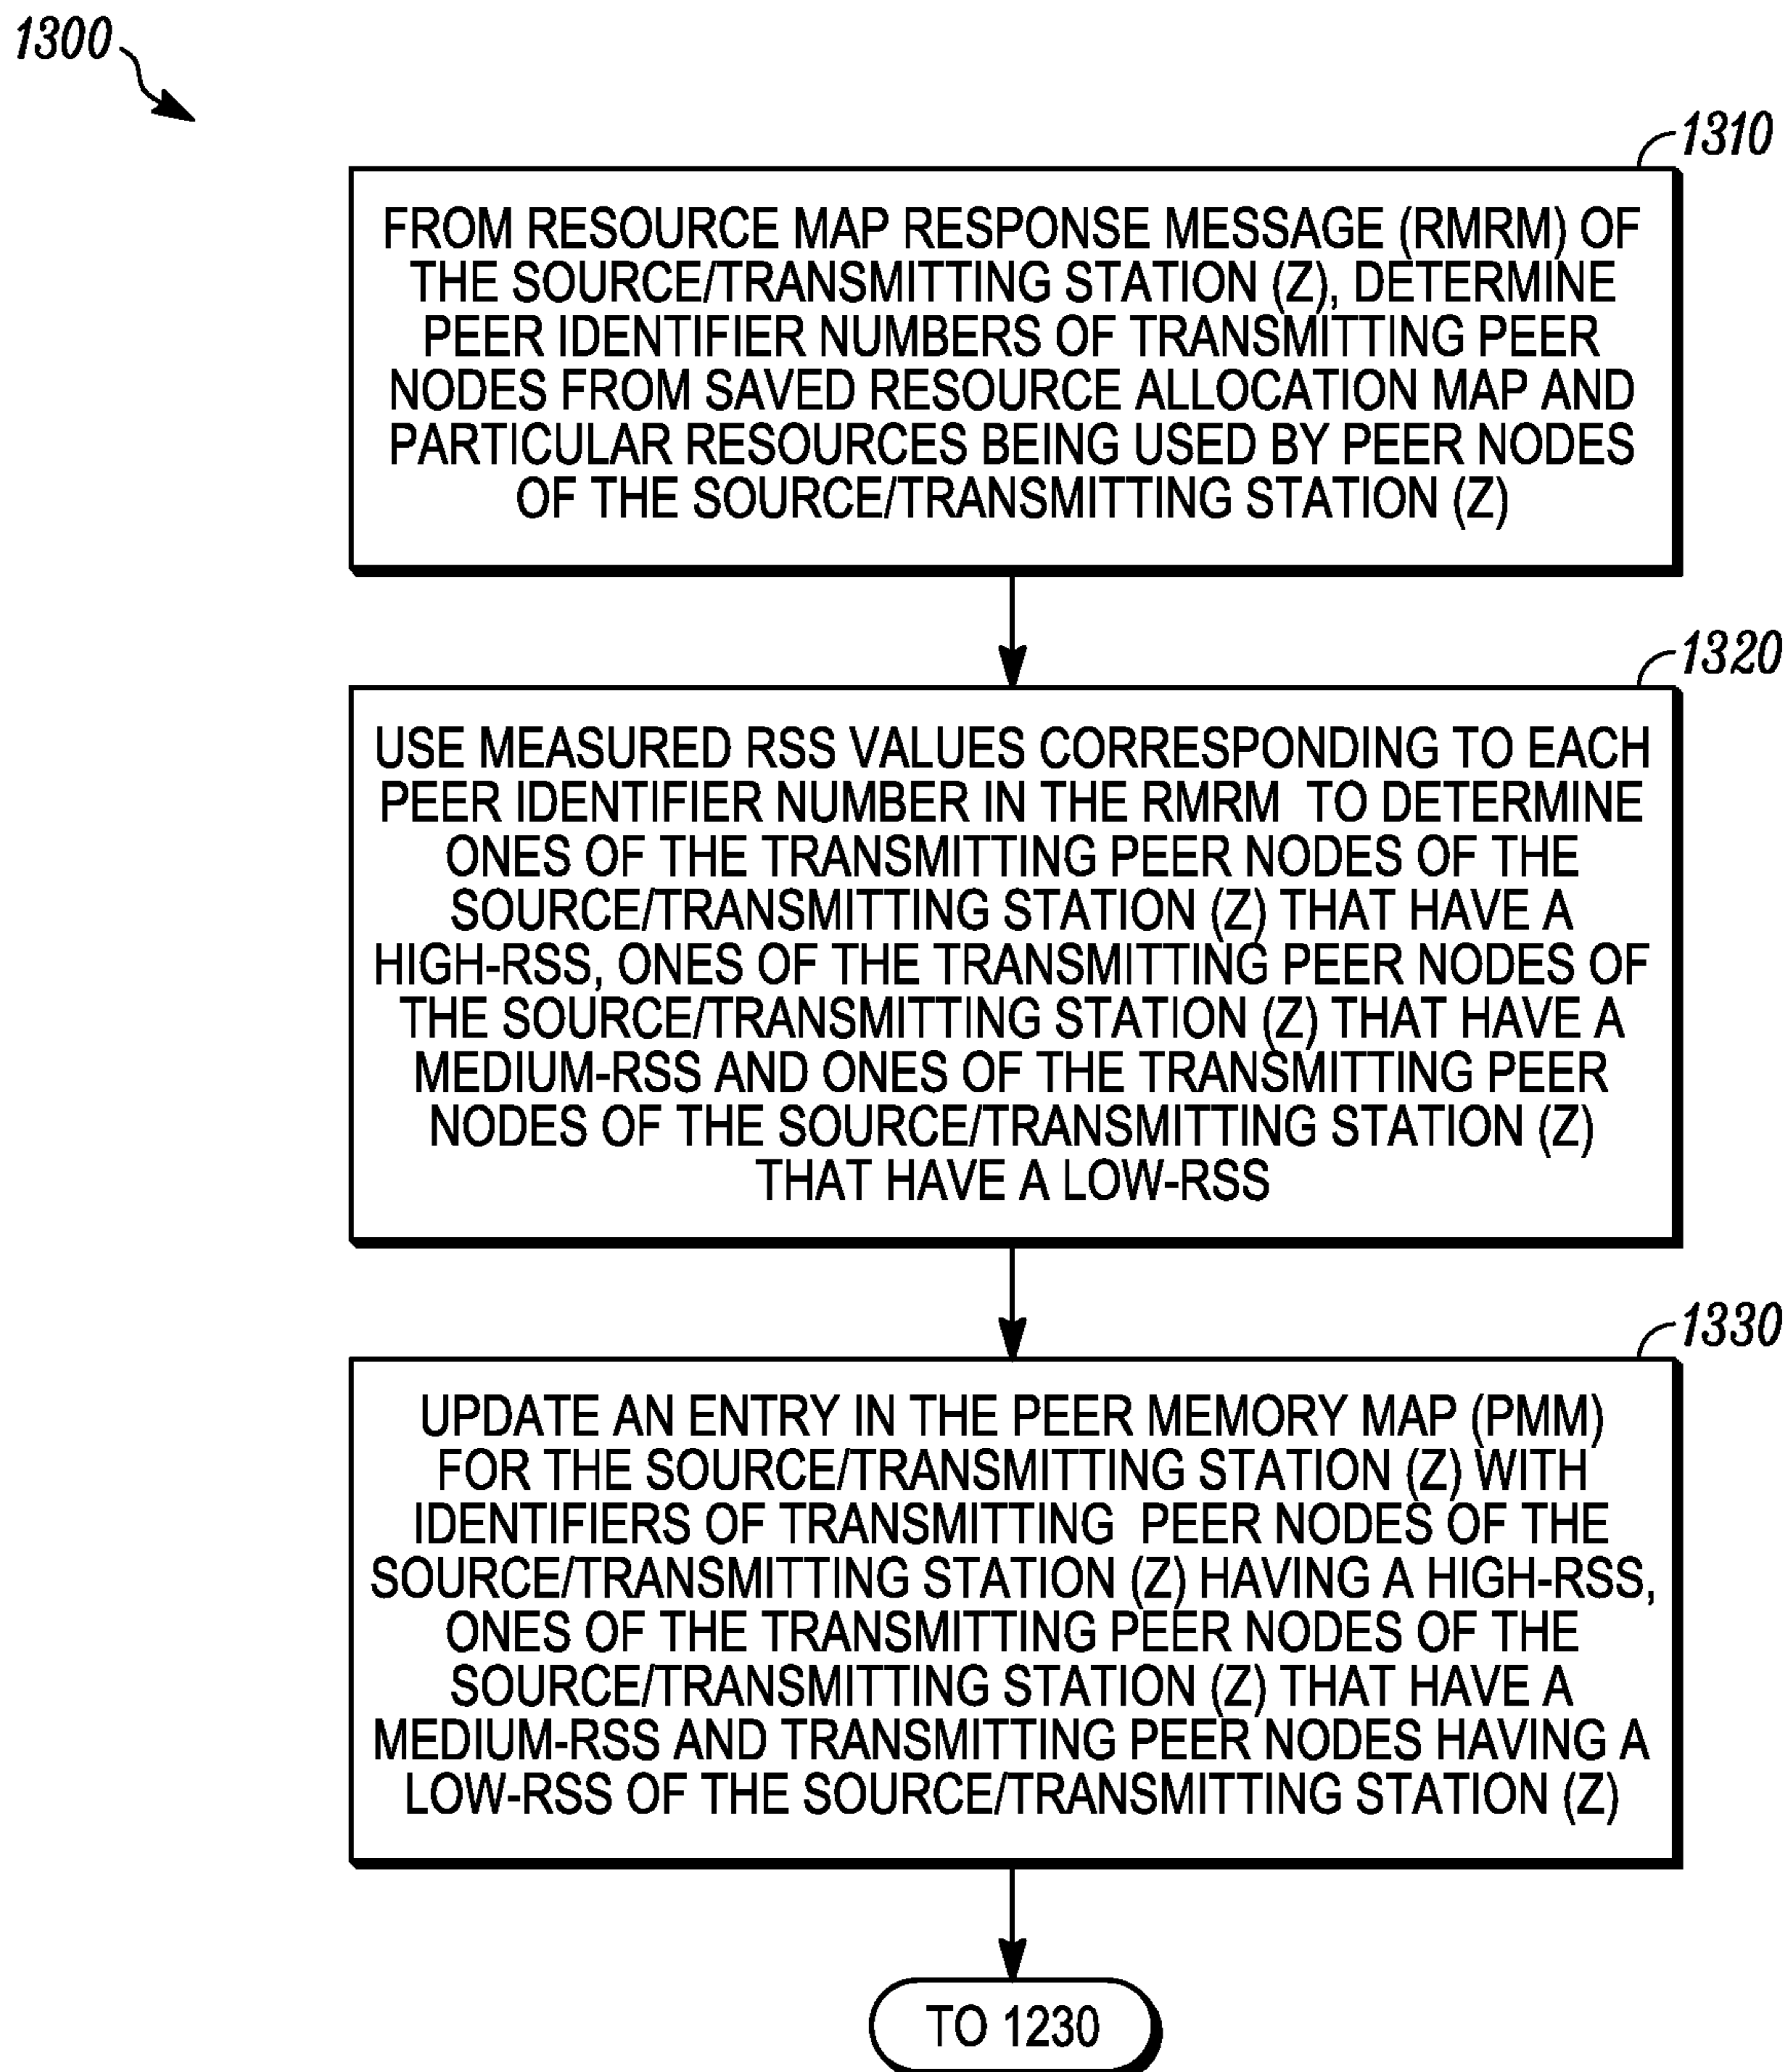 1300
1310
FROM RESOURCE MAP RESPONSE MESSAGE (RMRM) OF
THE SOURCE/TRANSMITTING STATION (Z), DETERMINE
PEER IDENTIFIER NUMBERS OF TRANSMITTING PEER
NODES FROM SAVED RESOURCE ALLOCATION MAP AND
PARTICULAR RESOURCES BEING USED BY PEER NODES
OF THE SOURCE/TRANSMITTING STATION (Z)
1320
USE MEASURED RSS VALUES CORRESPONDING TO EACH
PEER IDENTIFIER NUMBER IN THE RMRM TO DETERMINE
ONES OF THE TRANSMITTING PEER NODES OF THE
SOURCE/TRANSMITTING STATION (Z) THAT HAVE A
HIGH-RSS, ONES OF THE TRANSMITTING PEER NODES OF
THE SOURCE/TRANSMITTING STATION (Z) THAT HAVE A
MEDIUM-RSS AND ONES OF THE TRANSMITTING PEER
NODES OF THE SOURCE/TRANSMITTING STATION (Z)
THAT HAVE A LOW-RSS
1330
UPDATE AN ENTRY IN THE PEER MEMORY MAP (PMM)
FOR THE SOURCE/TRANSMITTING STATION (Z) WITH
IDENTIFIERS OF TRANSMITTING PEER NODES OF THE
SOURCE/TRANSMITTING STATION (Z) HAVING A HIGH-RSS,
ONES OF THE TRANSMITTING PEER NODES OF THE
SOURCE/TRANSMITTING STATION (Z) THAT HAVE A
MEDIUM-RSS AND TRANSMITTING PEER NODES HAVING A
LOW-RSS OF THE SOURCE/TRANSMITTING STATION (Z)
TO 1230